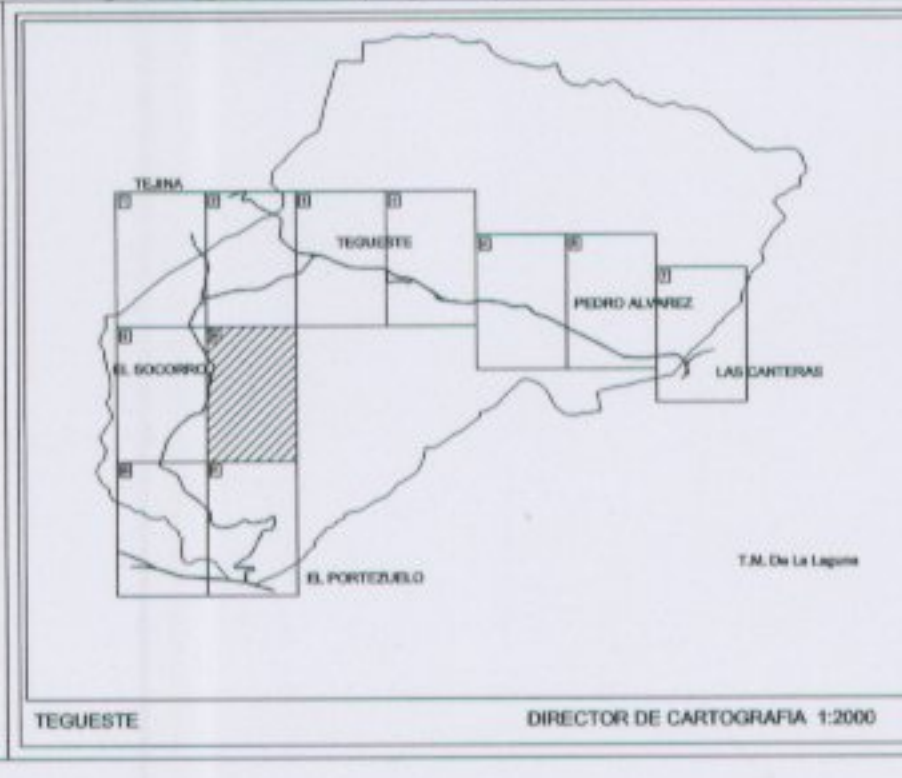 TEJINA
TEGUESTE
PEDRO ALVAREZ
EL SOCORRO
LAS CANTERAS
EL PORTEZUELO
T.M. De La Laguna
TEGUESTE
DIRECTOR DE CARTOGRAFIA 1:2000